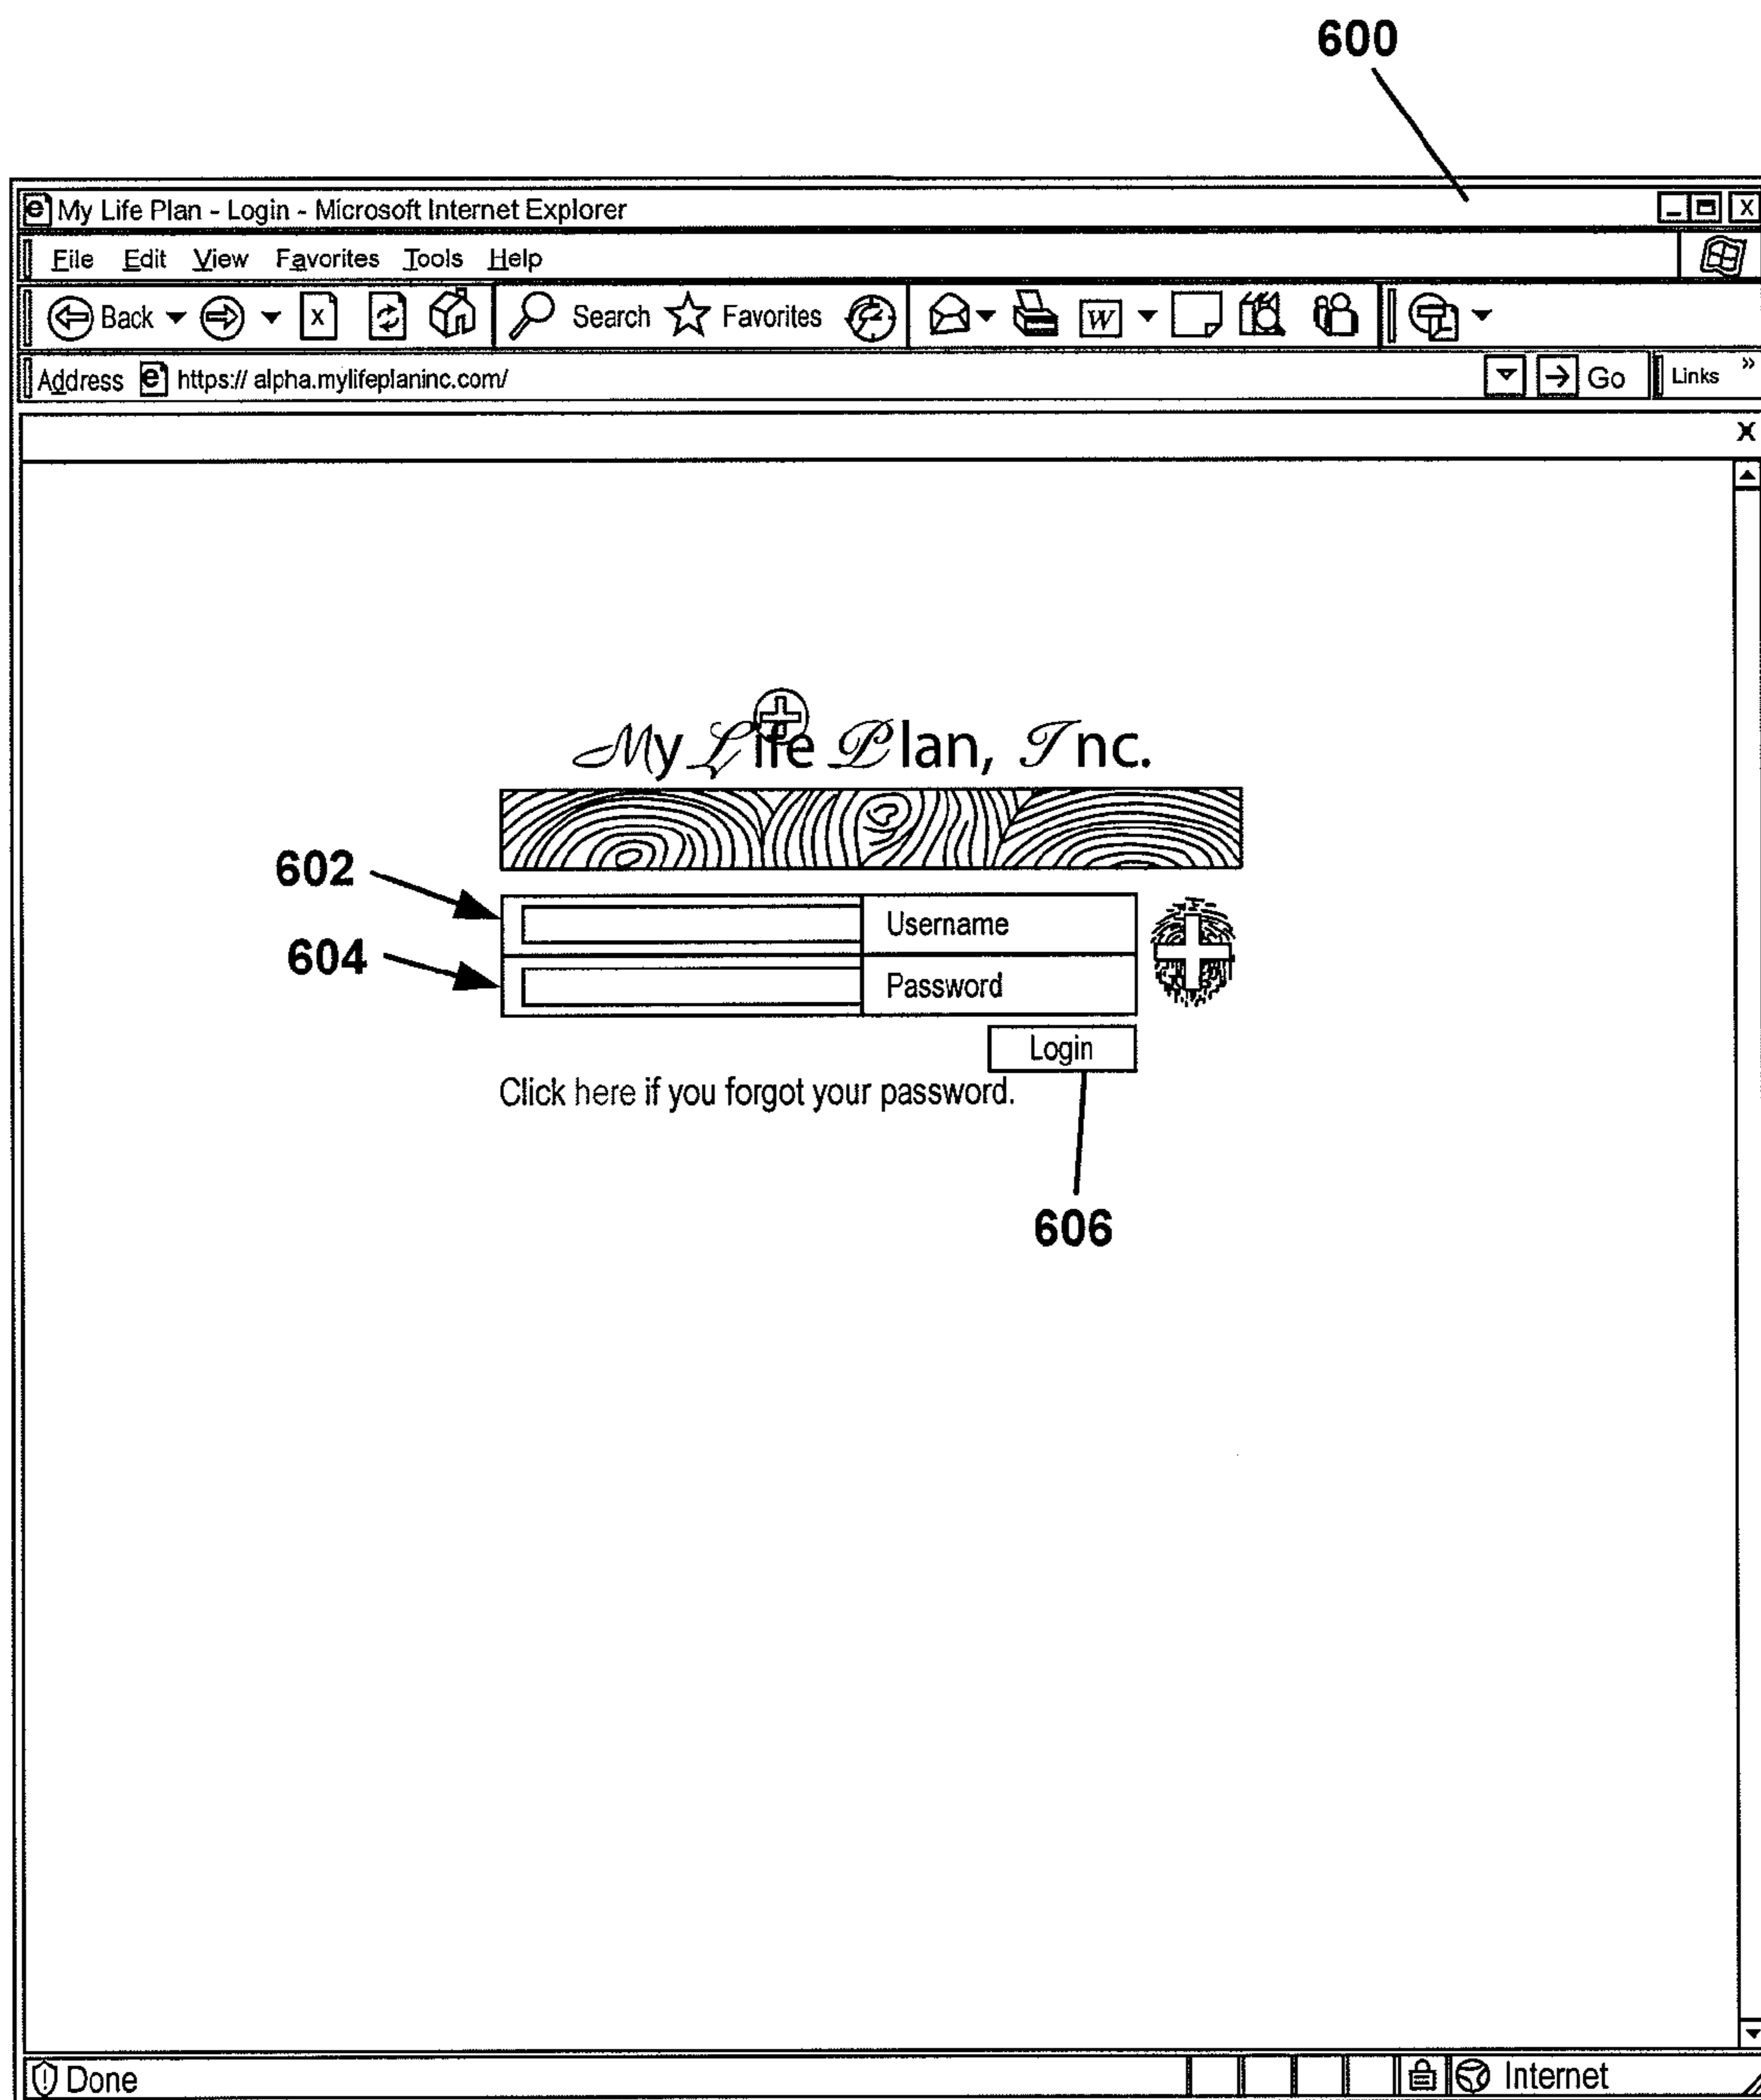 600
My Life Plan - Login - Microsoft Internet Explorer
File Edit View Favorites Tools Help
Back Search Favorites W
Address https:// alpha.mylifeplaninc.com/ Go Links »
My Life Plan, Inc.
602
Username
604
Password
Login
Click here if you forgot your password.
606
Done Internet